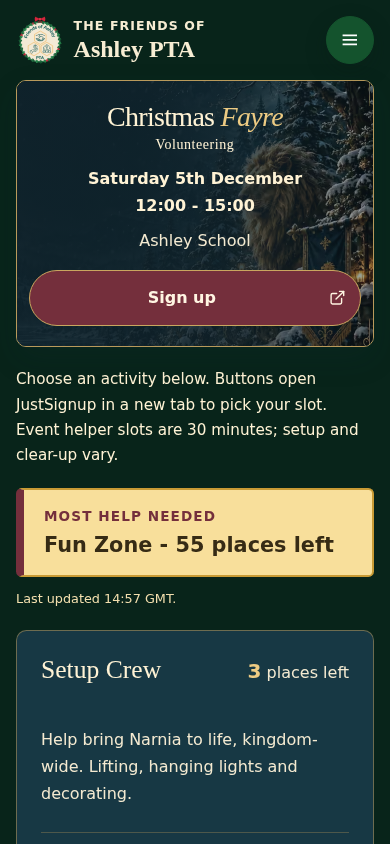 THE FRIENDS OF
Ashley PTA
Christmas Fayre
Volunteering
Saturday 5th December
12:00 - 15:00
Ashley School
Sign up
Choose an activity below. Buttons open
JustSignup in a new tab to pick your slot.
Event helper slots are 30 minutes; setup and
clear-up vary.
MOST HELP NEEDED
Fun Zone - 55 places left
Last updated 14:57 GMT.
Setup Crew
3 places left
Help bring Narnia to life, kingdom-
wide. Lifting, hanging lights and
decorating.